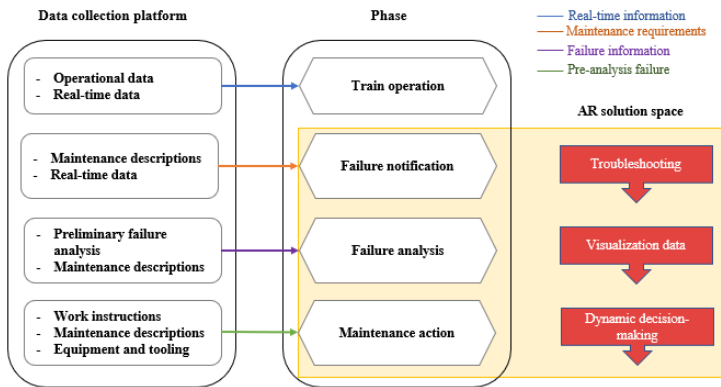 Data collection platform
Phase
Real-time information
Maintenance requirements
Failure information
Pre-analysis failure
AR solution space
- Operational data
- Real-time data
Train operation
- Maintenance descriptions
- Real-time data
Failure notification
Troubleshooting
- Preliminary failure
analysis
- Maintenance descriptions
Failure analysis
Visualization data
- Work instructions
- Maintenance descriptions
- Equipment and tooling
Maintenance action
Dynamic decision-
making